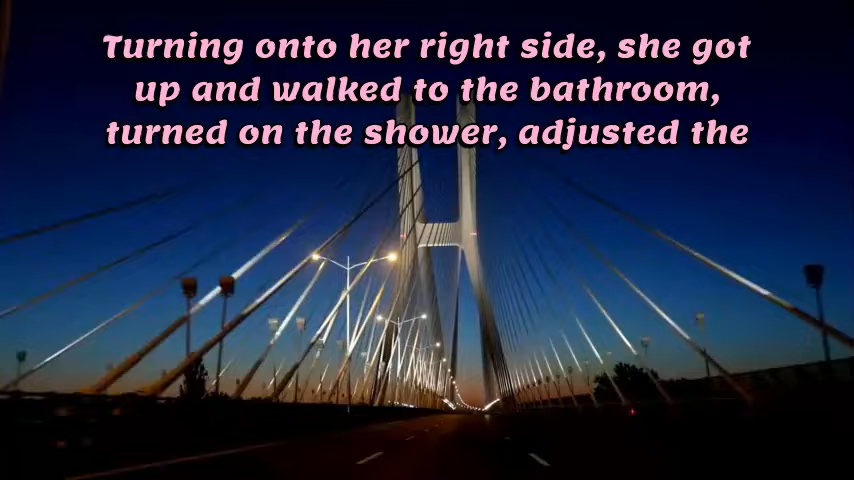 Turning onto her right side, she got
up and walked to the bathroom,
turned on the shower, adjusted the